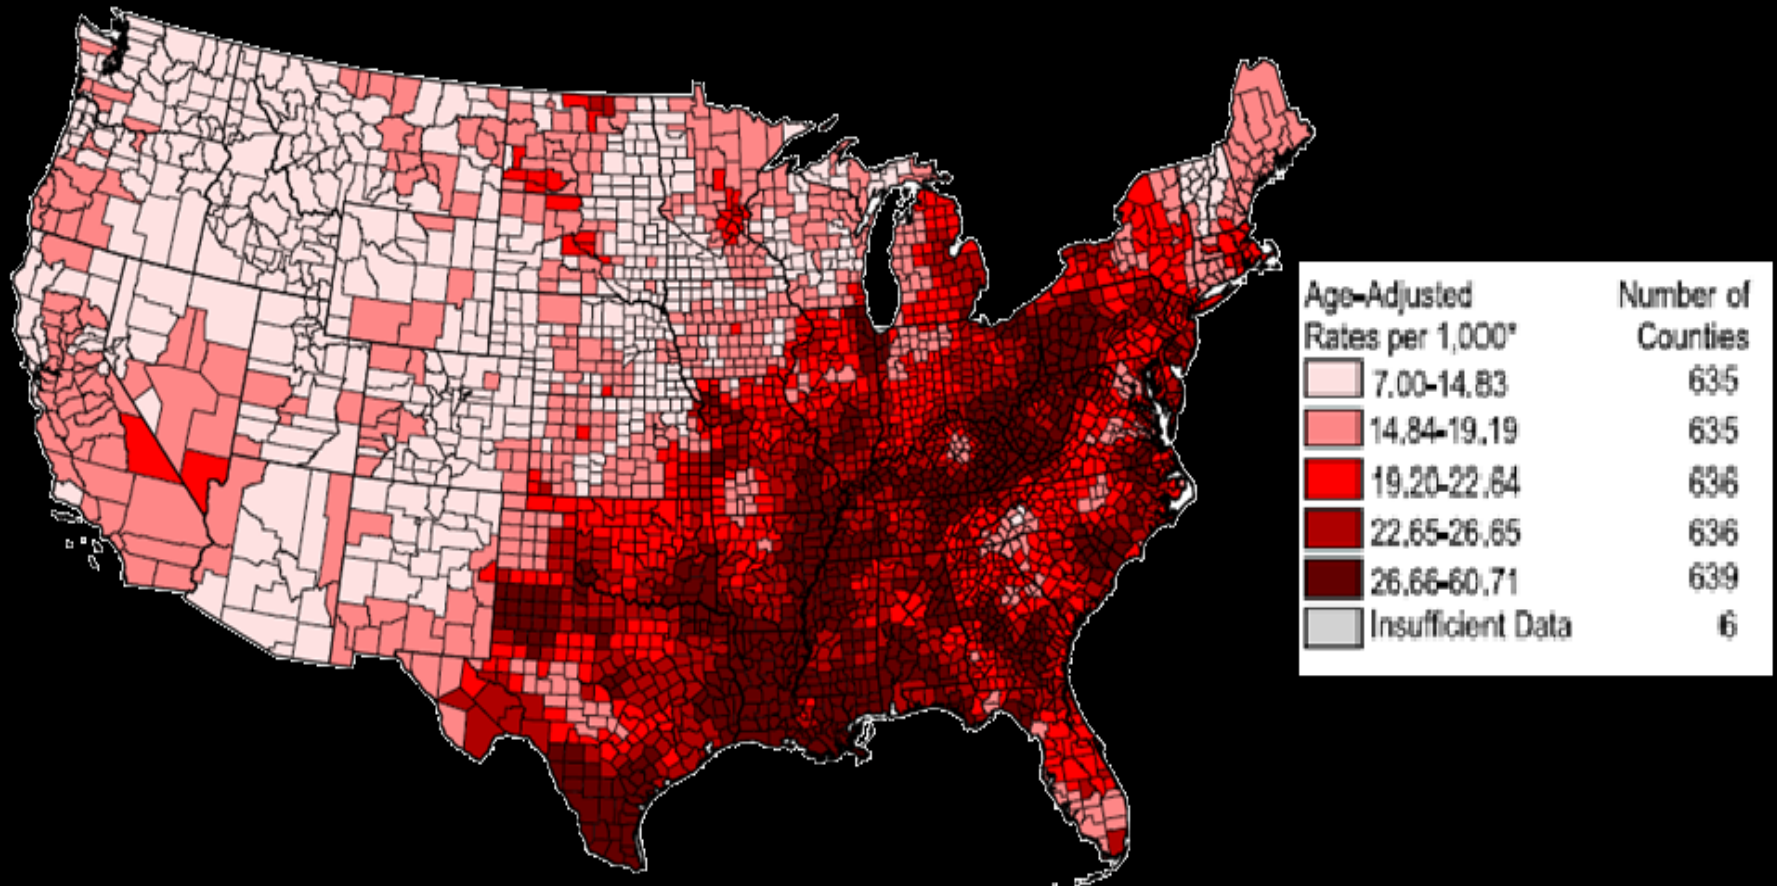 Age-Adjusted Number of
Rates per 1,000* Counties
7.00-14.83 635
14.84-19.19 635
19.20-22.64 636
22.65-26.65 636
26.66-60.71 639
Insufficient Data 6